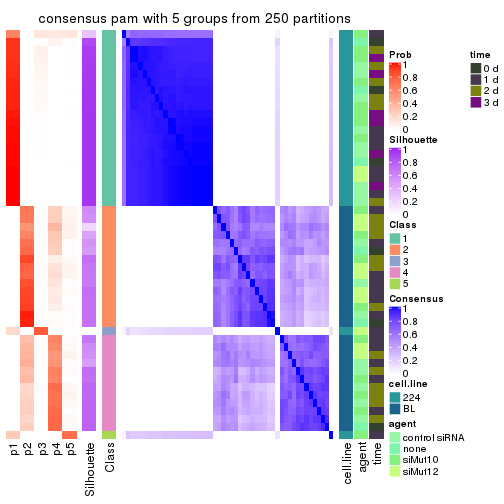 consensus pam with 5 groups from 250 partitions
Prob
1
0.8
0.6
0.4
0.2
0
time
0 d
1 d
2 d
3 d
Silhouette
1
0.8
0.6
0.4
0.2
0
Class
1
2
3
4
5
Consensus
1
0.8
0.6
0.4
0.2
0
cell.line
224
BL
agent
control siRNA
none
siMut10
siMut12
p1
p2
p3
p4
p5
Silhouette
Class
cell.line
agent
time